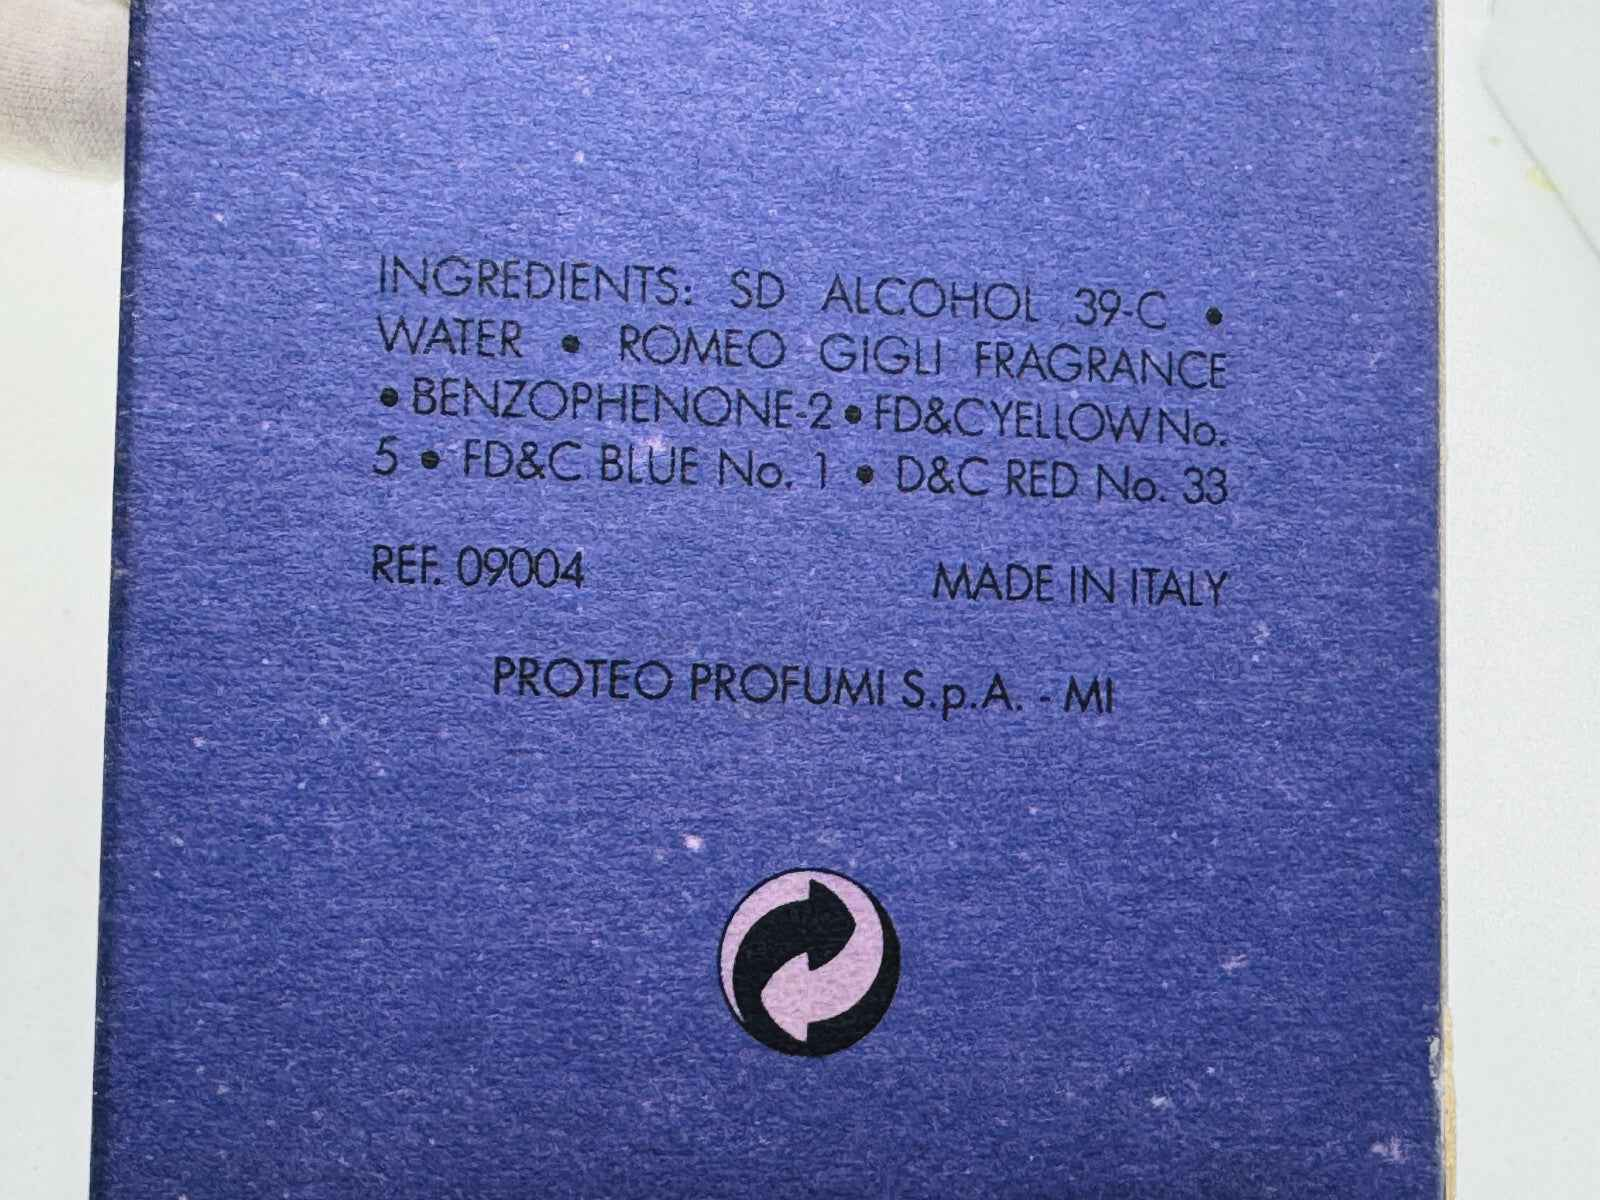 INGREDIENTS: SD ALCOHOL 39-C •
WATER • ROMEO GIGLI FRAGRANCE
• BENZOPHENONE-2 • FD&C YELLOW No.
5 • FD&C BLUE No. 1 • D&C RED No. 33
REF. 09004 MADE IN ITALY
PROTEO PROFUMI S.p.A. - MI